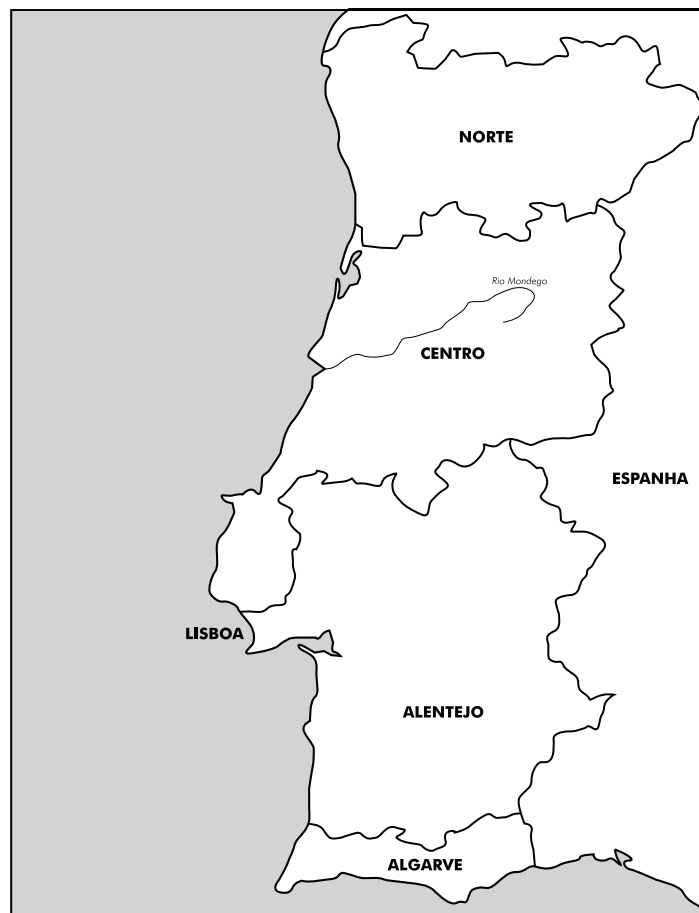 NORTE
Rio Mondego
CENTRO
ESPANHA
LISBOA
ALENTEJO
ALGARVE